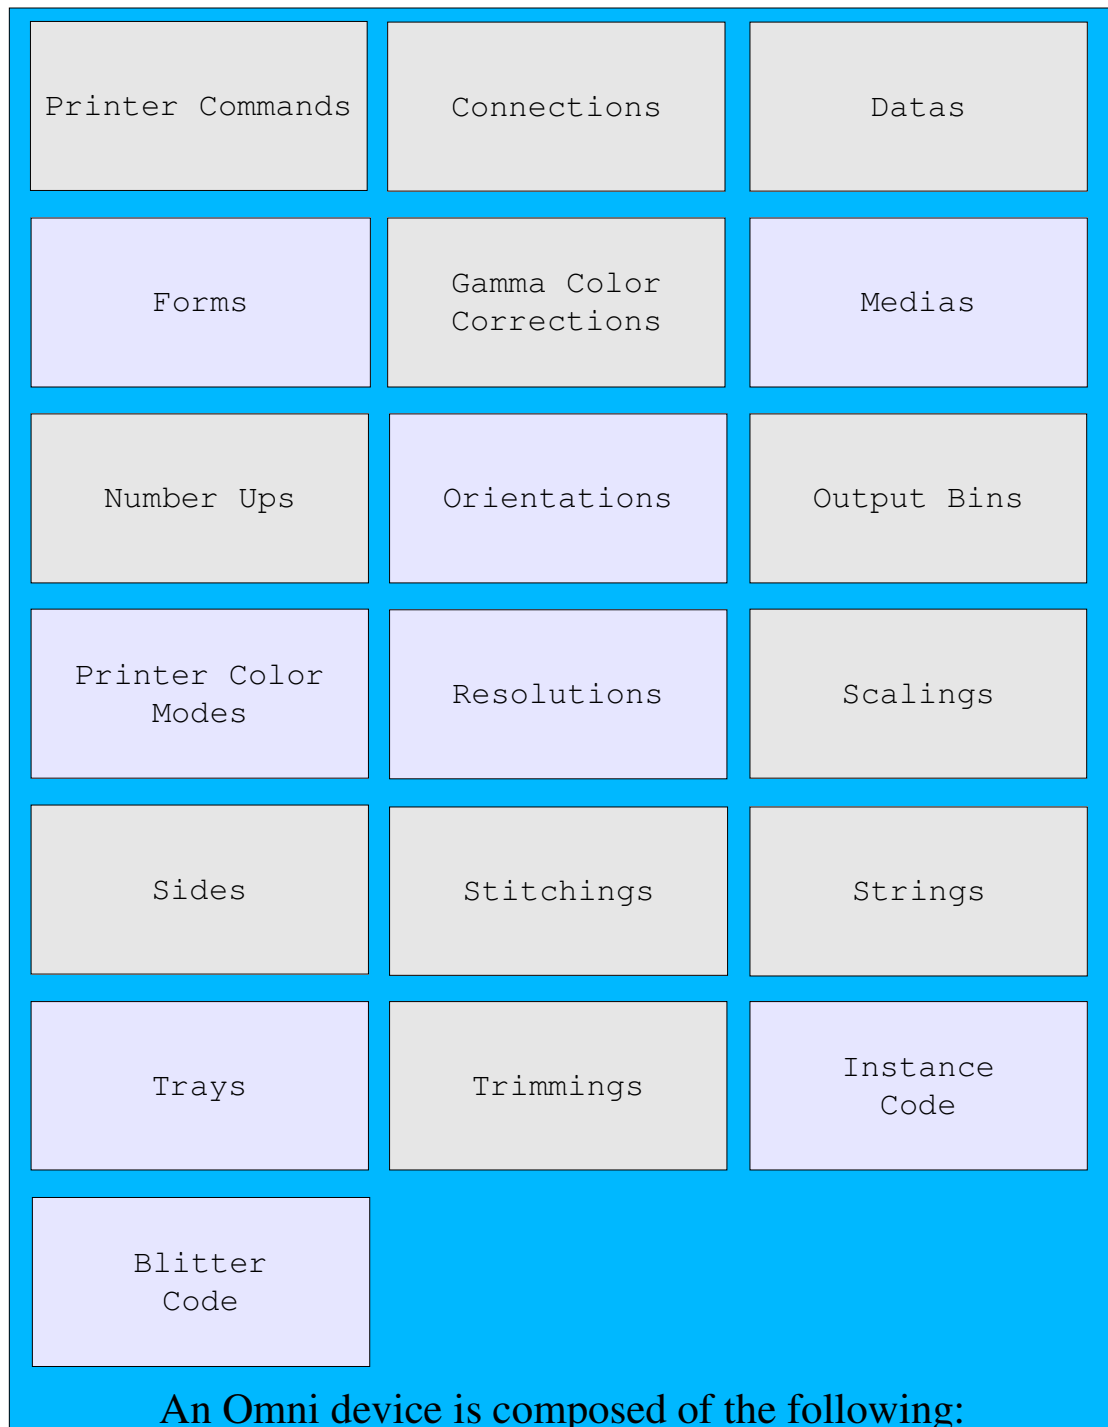 Printer Commands
Connections
Datas
Forms
Gamma Color
Corrections
Medias
Number Ups
Orientations
Output Bins
Printer Color
Modes
Resolutions
Scalings
Sides
Stitchings
Strings
Trays
Trimmings
Instance
Code
Blitter
Code
An Omni device is composed of the following: